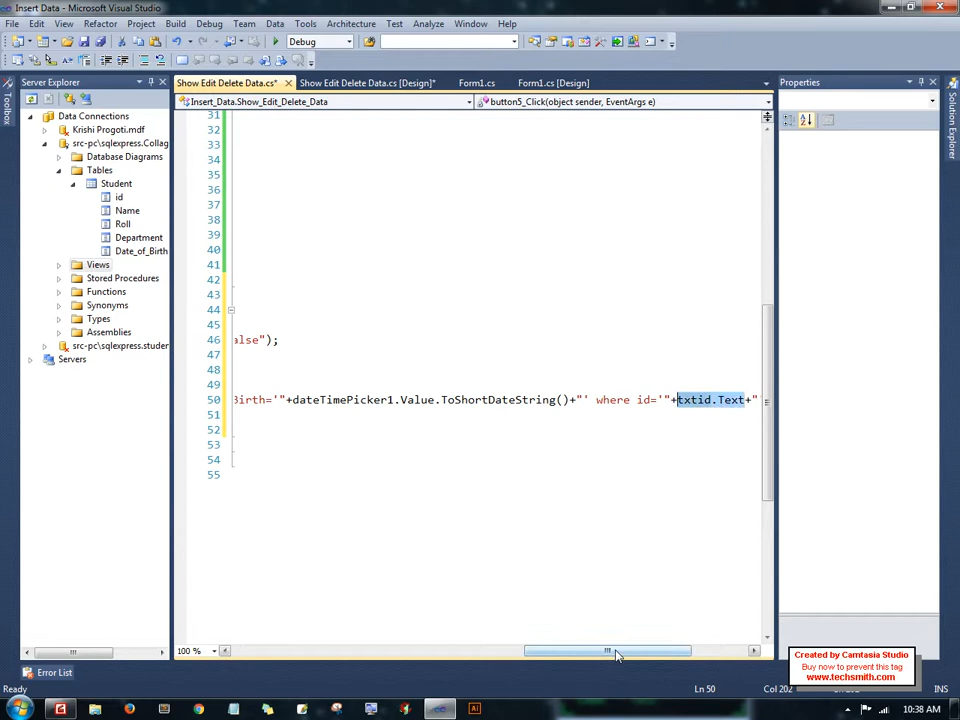 Insert Data - Microsoft Visual Studio
File Edit View Refactor Project Build Debug Team Data Tools Architecture Test Analyze Window Help
Debug
Server Explorer
Show Edit Delete Data.cs* Show Edit Delete Data.cs [Design]* Form1.cs Form1.cs [Design]
Properties
Insert_Data.Show_Edit_Delete_Data
button5_Click(object sender, EventArgs e)
Toolbox
Solution Explorer
Data Connections
Krishi Progoti.mdf
src-pc\sqlexpress.Collag
Database Diagrams
Tables
Student
id
Name
Roll
Department
Date_of_Birth
Views
Stored Procedures
Functions
Synonyms
Types
Assemblies
src-pc\sqlexpress.studer
Servers
31
32
33
34
35
36
37
38
39
40
41
42
43
44
45
46 alse");
47
48
49
50 Birth='"+dateTimePicker1.Value.ToShortDateString()+"' where id='"+txtid.Text+"
51
52
53
54
55
100 %
Error List
Ready
Ln 50
Col 202
INS
Created by Camtasia Studio
Buy now to prevent this tag
www.techsmith.com
10:38 AM